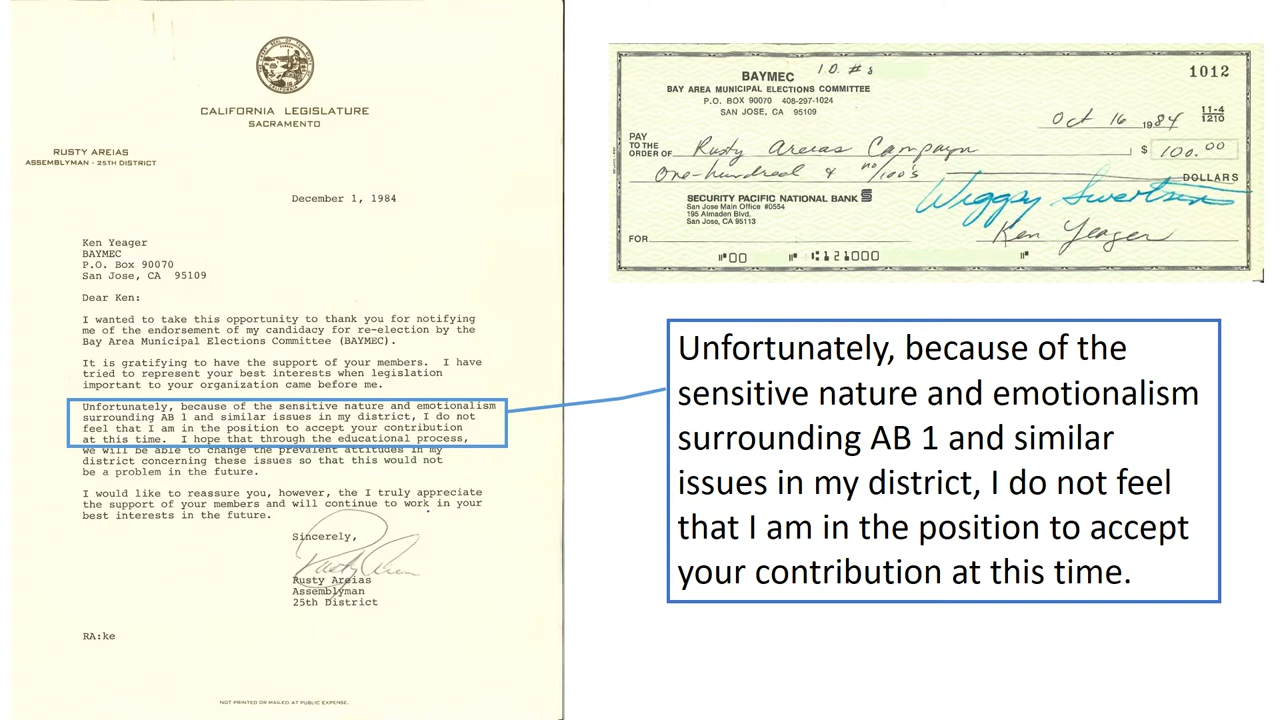 CALIFORNIA LEGISLATURE
SACRAMENTO
RUSTY AREIAS
ASSEMBLYMAN - 25TH DISTRICT
December 1, 1984
Ken Yeager
BAYMEC
P.O. Box 90070
San Jose, CA 95109
Dear Ken:
I wanted to take this opportunity to thank you for notifying
me of the endorsement of my candidacy for re-election by the
Bay Area Municipal Elections Committee (BAYMEC).
It is gratifying to have the support of your members. I have
tried to represent your best interests when legislation
important to your organization came before me.
Unfortunately, because of the sensitive nature and emotionalism
surrounding AB 1 and similar issues in my district, I do not
feel that I am in the position to accept your contribution
at this time. I hope that through the educational process,
we will be able to change the prevalent attitudes in my
district concerning these issues so that this would not
be a problem in the future.
I would like to reassure you, however, the I truly appreciate
the support of your members and will continue to work in your
best interests in the future.
Sincerely,
Rusty Areias
Rusty Areias
Assemblyman
25th District
RA:ke
NOT PRINTED OR MAILED AT PUBLIC EXPENSE.
BAYMEC I.D. #s
BAY AREA MUNICIPAL ELECTIONS COMMITTEE
P.O. BOX 90070 408-297-1024
SAN JOSE, CA 95109
1012
Oct 16 1984
11-4
1210
PAY
TO THE
ORDER OF Rusty Areias Campaign $ 100.00
One-hundred & no/100's DOLLARS
SECURITY PACIFIC NATIONAL BANK
San Jose Main Office #0554
195 Almaden Blvd.
San Jose, CA 95113
Wiggsy Sivertsen
FOR
Ken Yeager
00 121000
Unfortunately, because of the
sensitive nature and emotionalism
surrounding AB 1 and similar
issues in my district, I do not feel
that I am in the position to accept
your contribution at this time.